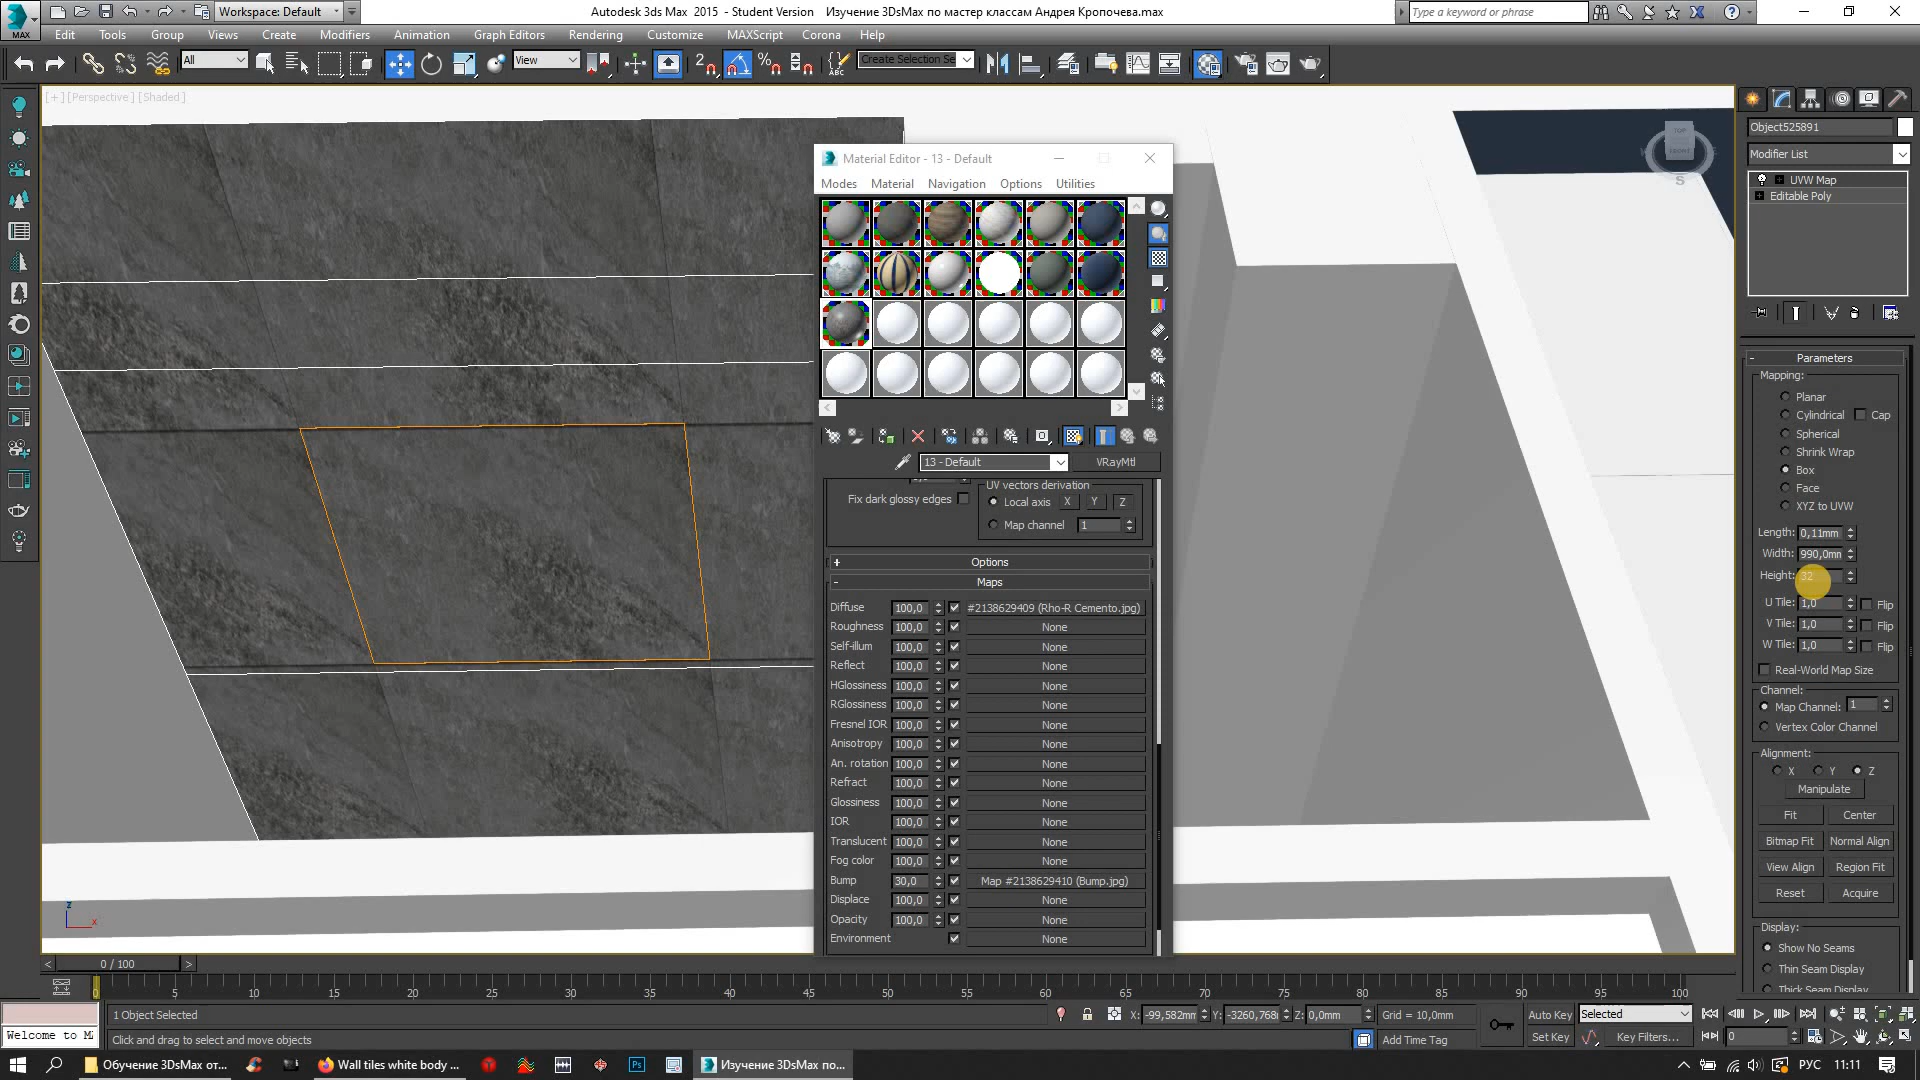 Workspace: Default
Autodesk 3ds Max  2015  - Student Version    Изучение 3DsMax по мастер классам Андрея Кропочева.max
Type a keyword or phrase
MAX
Edit Tools Group Views Create Modifiers Animation Graph Editors Rendering Customize MAXScript Corona Help
All
View
2
ABC
Create Selection Se
[ + ] [Perspective ] [Shaded ]
TOP
FRONT
S
Object525891
Modifier List
UVW Map
Editable Poly
Material Editor - 13 - Default
Modes Material Navigation Options Utilities
13 - Default
VRayMtl
Fix dark glossy edges
UV vectors derivation
Local axis X Y Z
Map channel 1
+ Options
- Maps
Diffuse 100,0 #2138629409 (Rho-R Cemento.jpg)
Roughness 100,0 None
Self-illum 100,0 None
Reflect 100,0 None
HGlossiness 100,0 None
RGlossiness 100,0 None
Fresnel IOR 100,0 None
Anisotropy 100,0 None
An. rotation 100,0 None
Refract 100,0 None
Glossiness 100,0 None
IOR 100,0 None
Translucent 100,0 None
Fog color 100,0 None
Bump 30,0 Map #2138629410 (Bump.jpg)
Displace 100,0 None
Opacity 100,0 None
Environment None
- Parameters
Mapping:
Planar
Cylindrical Cap
Spherical
Shrink Wrap
Box
Face
XYZ to UVW
Length: 0,11mm
Width: 990,0mm
Height: 32
U Tile: 1,0 Flip
V Tile: 1,0 Flip
W Tile: 1,0 Flip
Real-World Map Size
Channel:
Map Channel: 1
Vertex Color Channel
Alignment:
X Y Z
Manipulate
Fit Center
Bitmap Fit Normal Align
View Align Region Fit
Reset Acquire
Display:
Show No Seams
Thin Seam Display
Thick Seam Display
z
x
< 0 / 100 >
0 5 10 15 20 25 30 35 40 45 50 55 60 65 70 75 80 85 90 95 100
1 Object Selected
X: -99,582mm Y: -3260,768 Z: 0,0mm Grid = 10,0mm
Auto Key Selected
Welcome to Mi
Click and drag to select and move objects
Add Time Tag
Set Key Key Filters... 0
Обучение 3DsMax от...
Wall tiles white body ...
Ps
Изучение 3DsMax по...
РУС 11:11